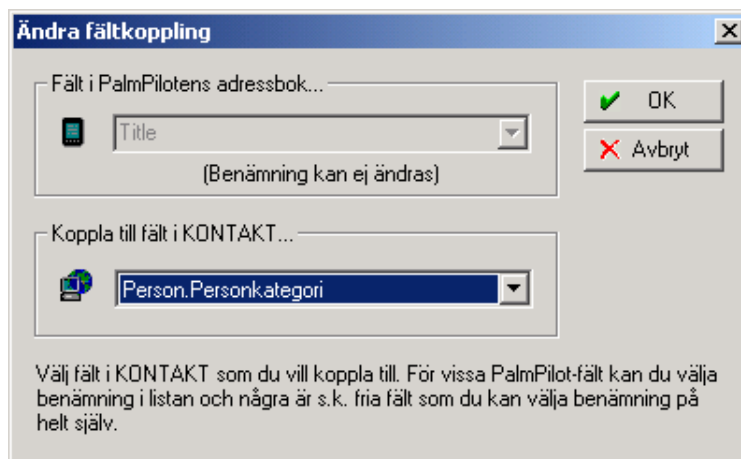 Ändra fältkoppling
Fält i PalmPilotens adressbok...
Title
(Benämning kan ej ändras)
OK
Avbryt
Koppla till fält i KONTAKT...
Person.Personkategori
Välj fält i KONTAKT som du vill koppla till. För vissa PalmPilot-fält kan du välja
benämning i listan och några är s.k. fria fält som du kan välja benämning på
helt själv.